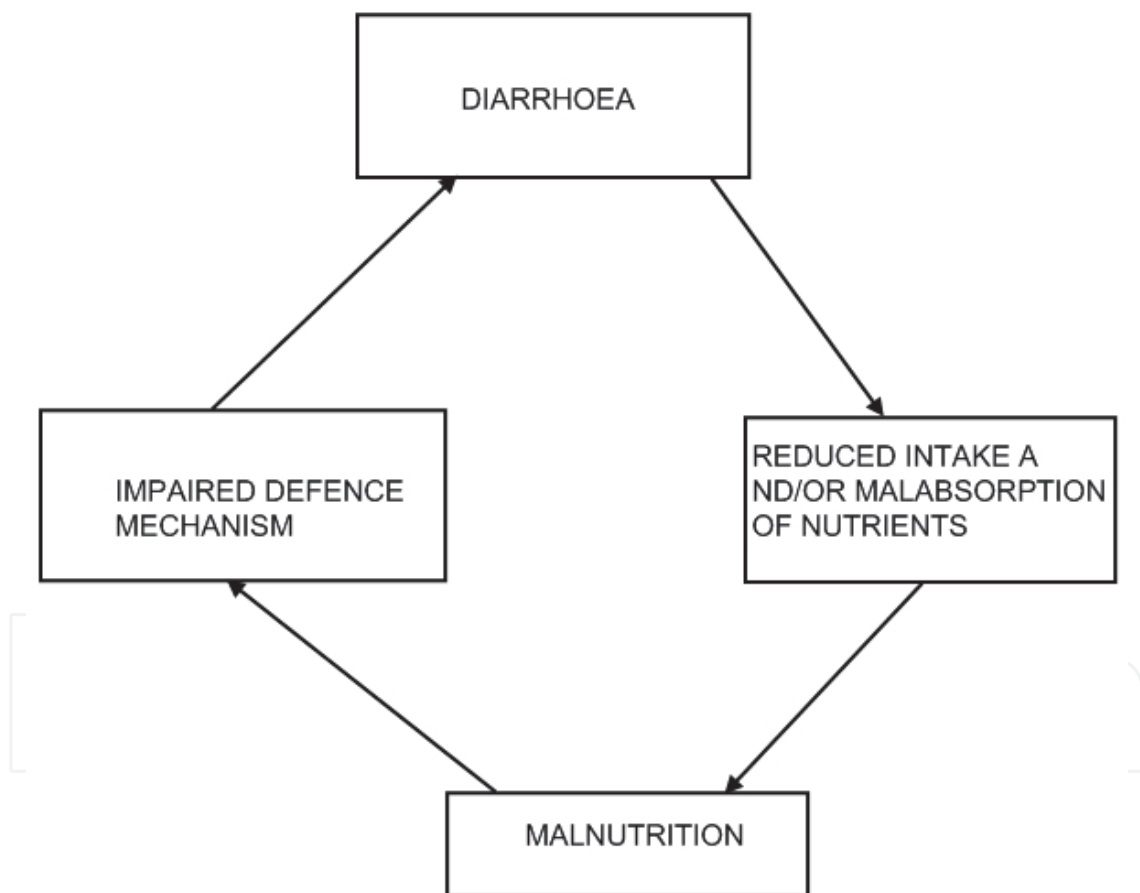 DIARRHOEA
IMPAIRED DEFENCE
MECHANISM
REDUCED INTAKE A
ND/OR MALABSORPTION
OF NUTRIENTS
MALNUTRITION